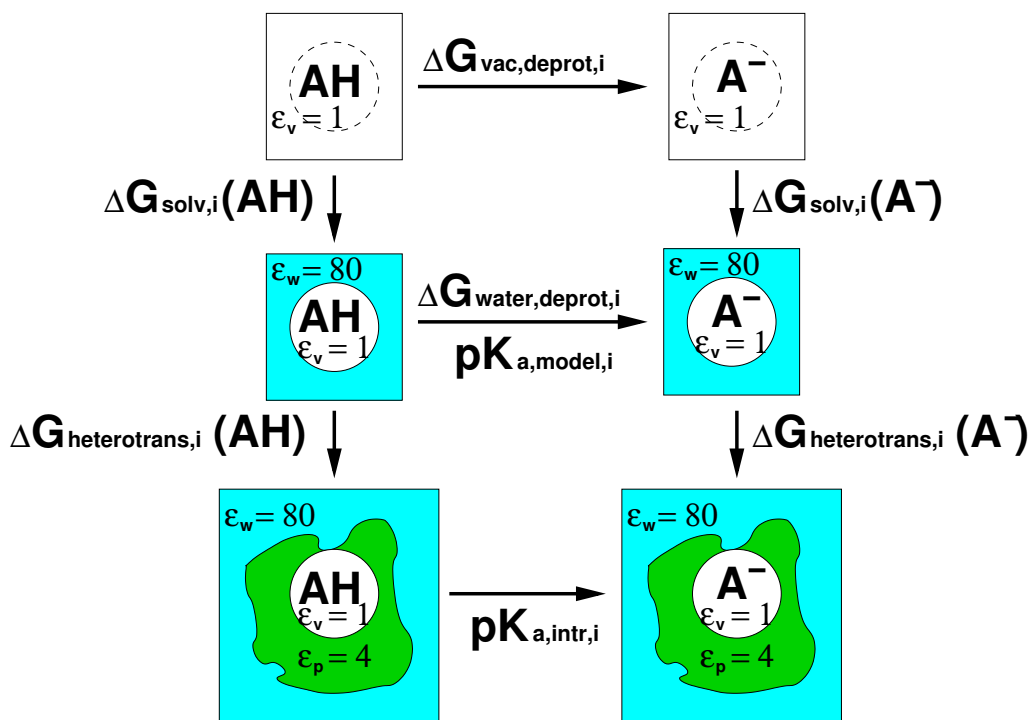 AH
εv = 1
ΔGvac,deprot,i
A−
εv = 1
ΔGsolv,i(AH)
ΔGsolv,i(A−)
εw = 80
AH
εv = 1
ΔGwater,deprot,i
pKa,model,i
εw = 80
A−
εv = 1
ΔGheterotrans,i (AH)
ΔGheterotrans,i (A−)
εw = 80
AH
εv = 1
εp = 4
pKa,intr,i
εw = 80
A−
εv = 1
εp = 4